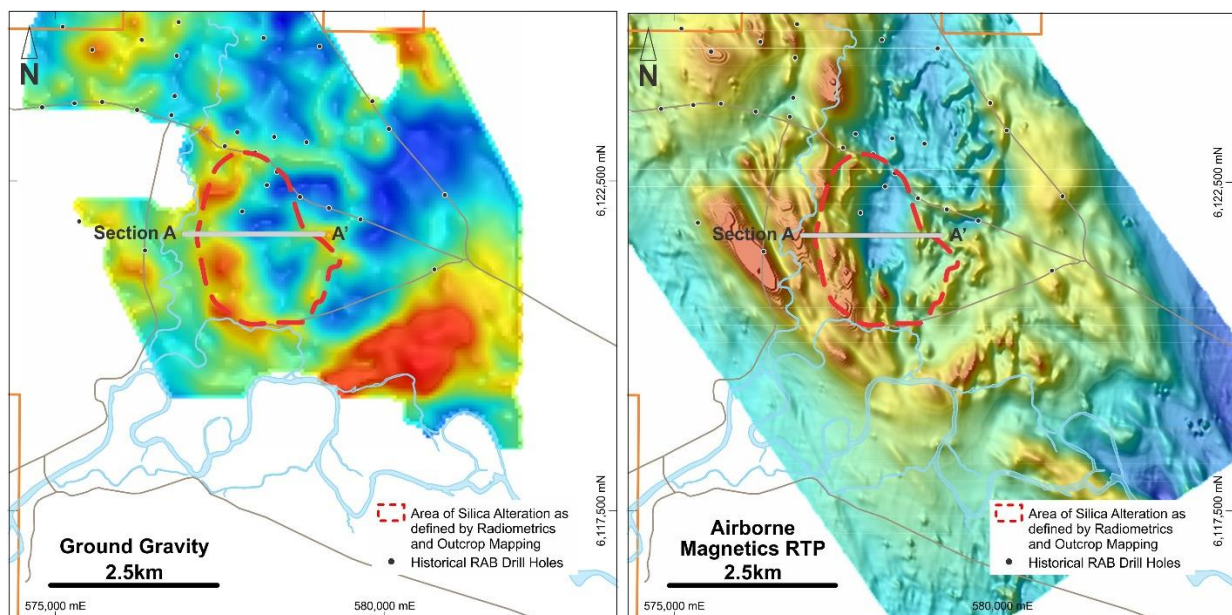 N
6,122,500 mN
Section A
A'
6,117,500 mN
Area of Silica Alteration as
defined by Radiometrics
and Outcrop Mapping
Historical RAB Drill Holes
Ground Gravity
2.5km
575,000 mE
580,000 mE
N
6,122,500 mN
Section A
A'
6,117,500 mN
Area of Silica Alteration as
defined by Radiometrics
and Outcrop Mapping
Historical RAB Drill Holes
Airborne
Magnetics RTP
2.5km
575,000 mE
580,000 mE